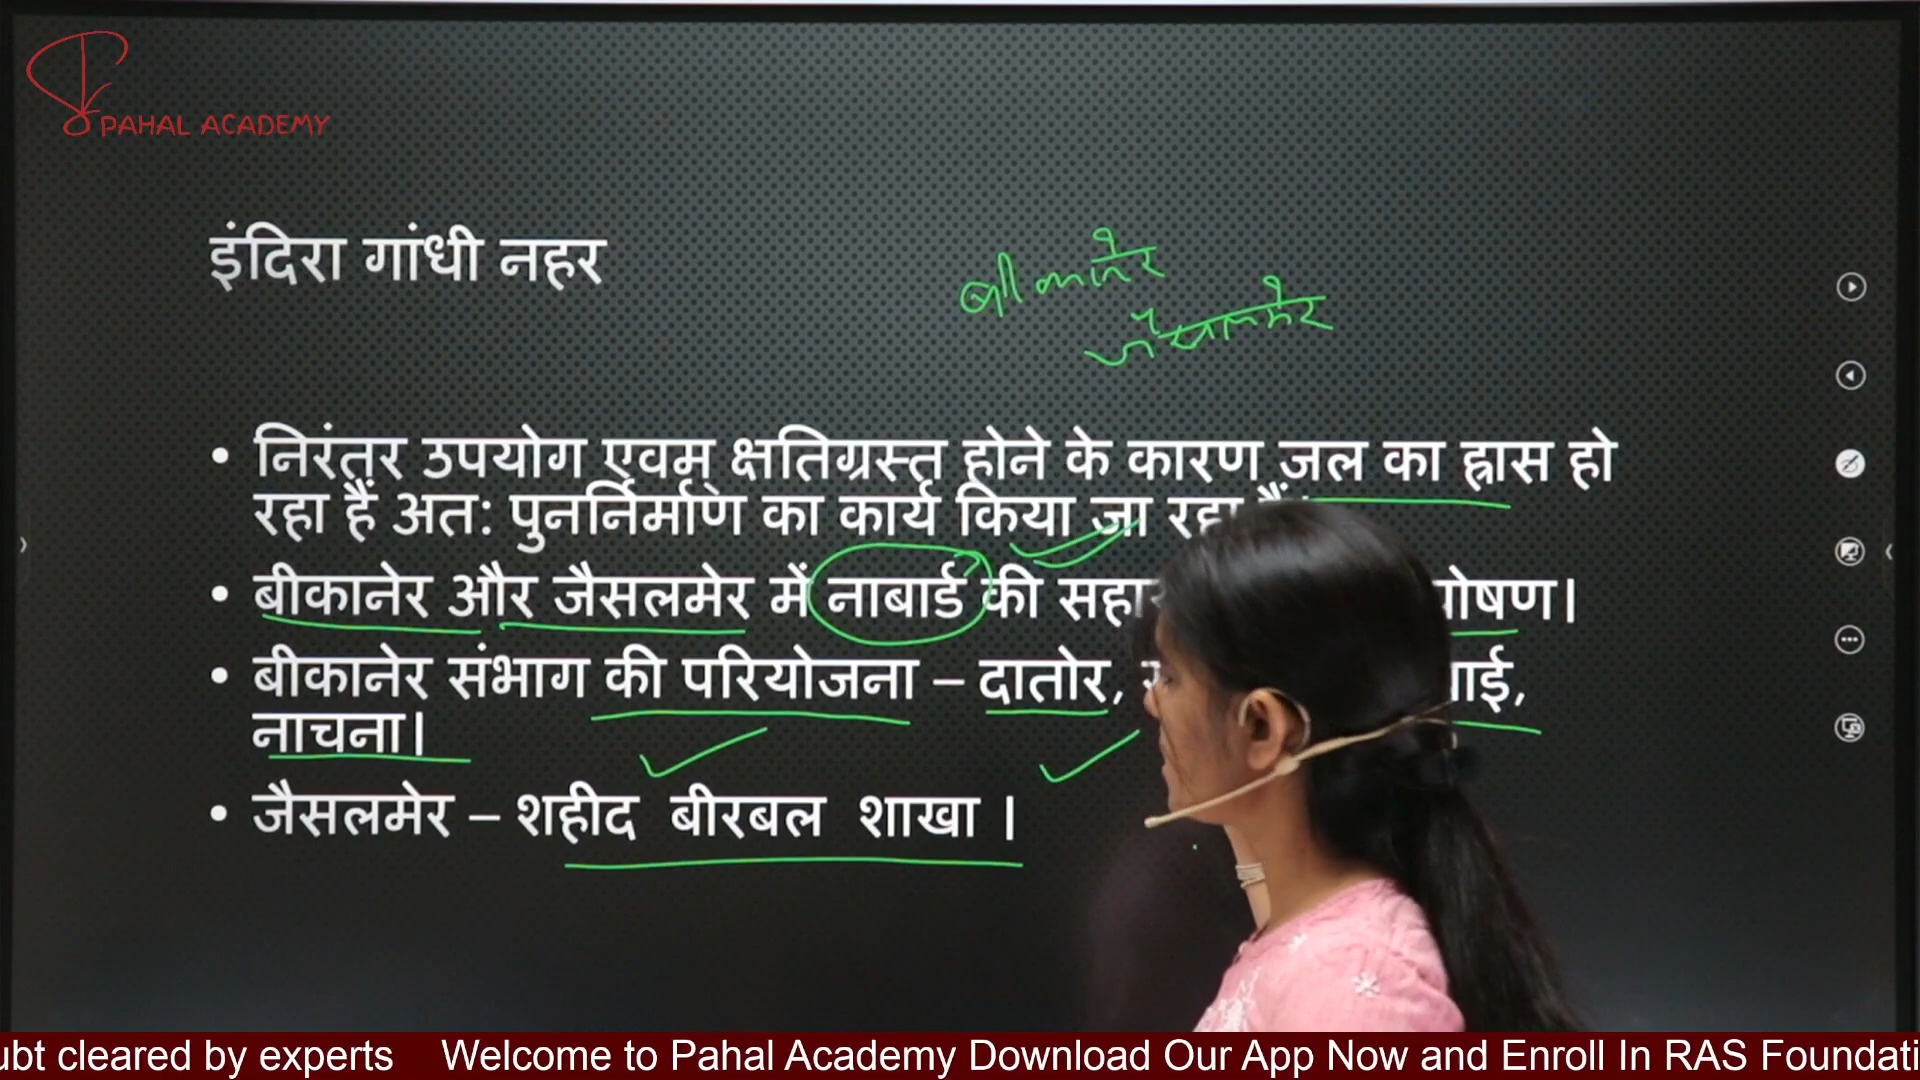 PAHAL ACADEMY
इंदिरा गांधी नहर
बीकानेर
जैसलमेर
• निरंतर उपयोग एवम् क्षतिग्रस्त होने के कारण जल का ह्रास हो
रहा हैं अत: पुनर्निर्माण का कार्य किया जा रहा हैं
• बीकानेर और जैसलमेर में नाबार्ड की
• बीकानेर संभाग की परियोजना – दातोर,
नाचना।
• जैसलमेर – शहीद बीरबल शाखा ।
cleared by experts Welcome to Pahal Academy Download Our App Now and Enroll In RAS